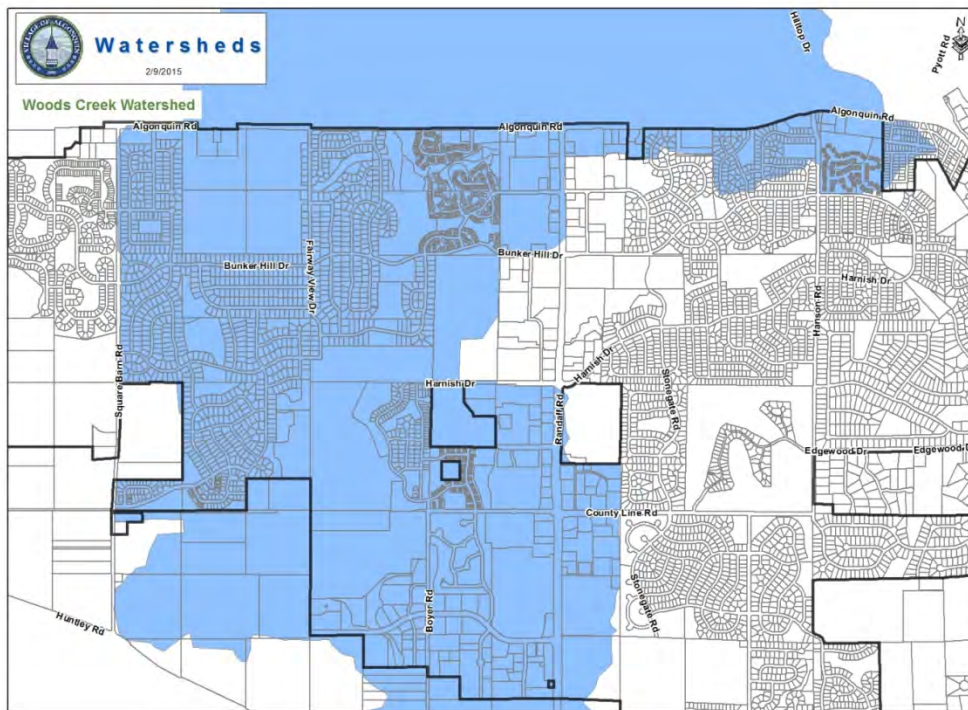 Watersheds
2/9/2015
Woods Creek Watershed
Hilltop Dr
N
Pyott Rd
Algonquin Rd
Algonquin Rd
Algonquin Rd
Bunker Hill Dr
Fairway View Dr
Bunker Hill Dr
Harnish Dr
Hanson Rd
Square Barn Rd
Harnish Dr
Harnish Dr
Randall Rd
Stonegate Rd
Edgewood Dr
Edgewood D
County Line Rd
Huntley Rd
Boyer Rd
Stonegate Rd